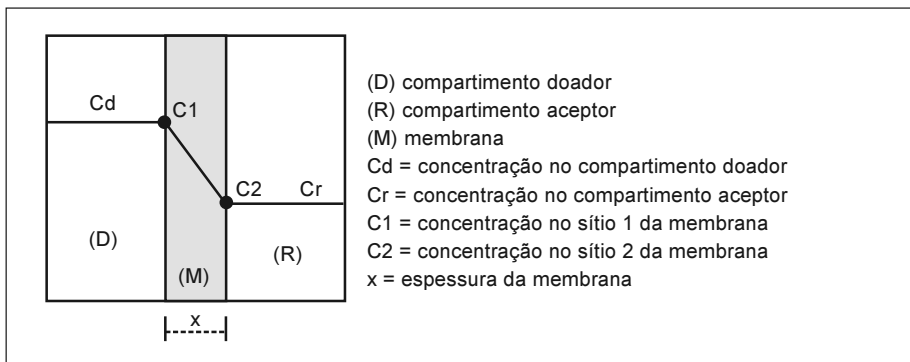 Cd
C1
C2
Cr
(D)
(M)
(R)
x
(D) compartimento doador
(R) compartimento aceptor
(M) membrana
Cd = concentração no compartimento doador
Cr = concentração no compartimento aceptor
C1 = concentração no sítio 1 da membrana
C2 = concentração no sítio 2 da membrana
x = espessura da membrana